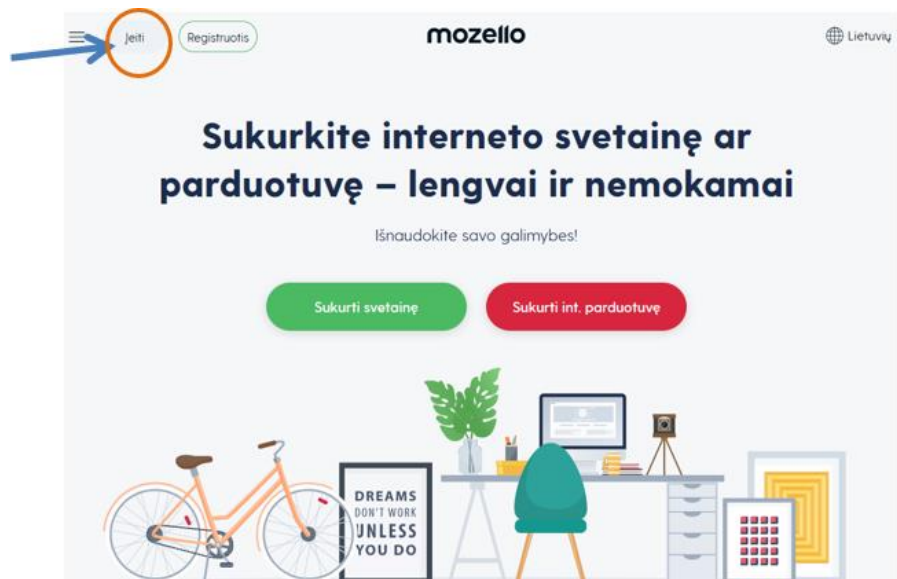 Įeiti
Registruotis
mozello
Lietuvių
Sukurkite interneto svetainę ar
parduotuvę – lengvai ir nemokamai
Išnaudokite savo galimybes!
Sukurti svetainę
Sukurti int. parduotuvę
DREAMS
DON'T WORK
UNLESS
YOU DO